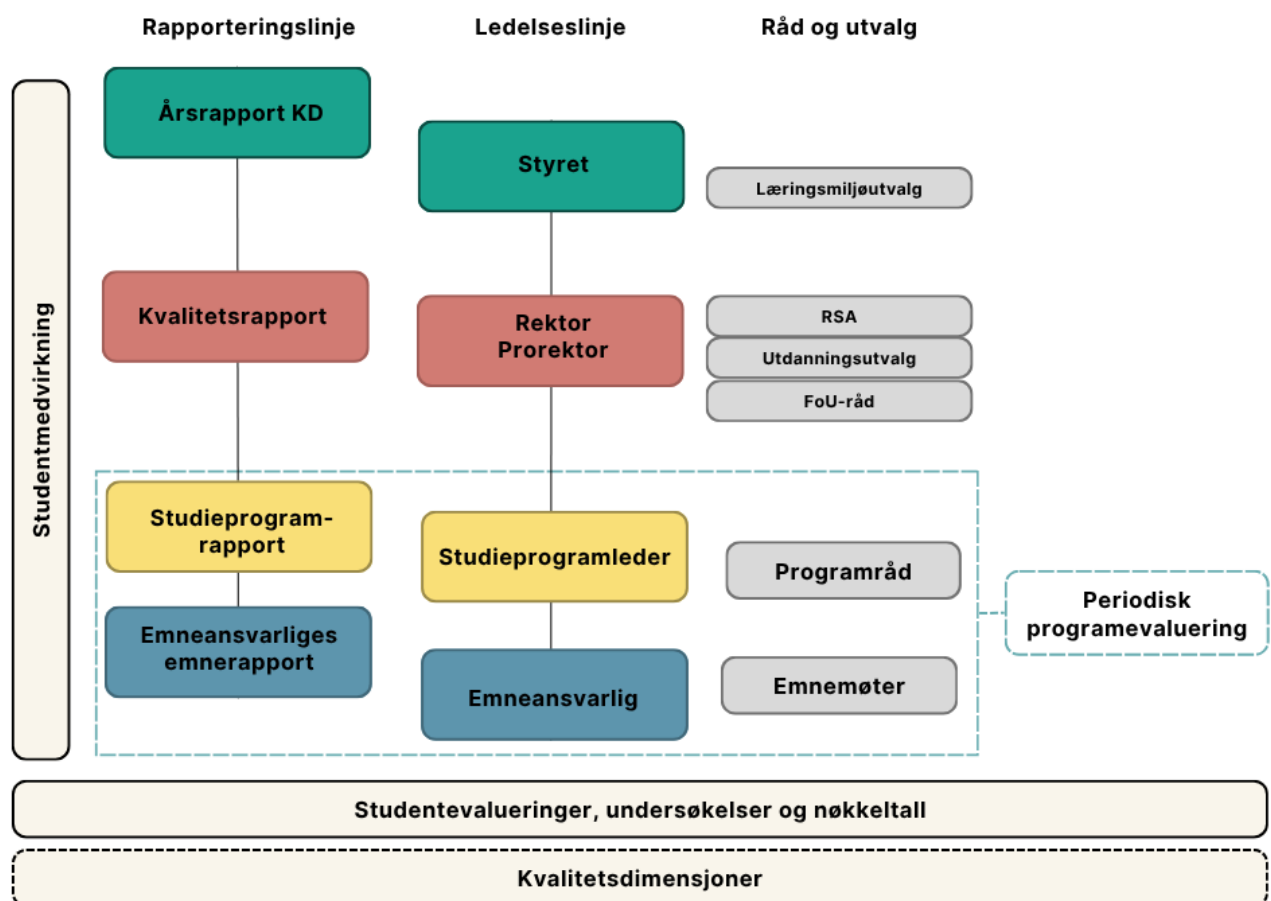 Rapporteringslinje
Ledelseslinje
Råd og utvalg
Årsrapport KD
Styret
Læringsmiljøutvalg
Kvalitetsrapport
Rektor
Prorektor
RSA
Utdanningsutvalg
FoU-råd
Studentmedvirkning
Studieprogram-
rapport
Studieprogramleder
Programråd
Periodisk
programevaluering
Emneansvarliges
emnerapport
Emneansvarlig
Emnemøter
Studentevalueringer, undersøkelser og nøkkeltall
Kvalitetsdimensjoner